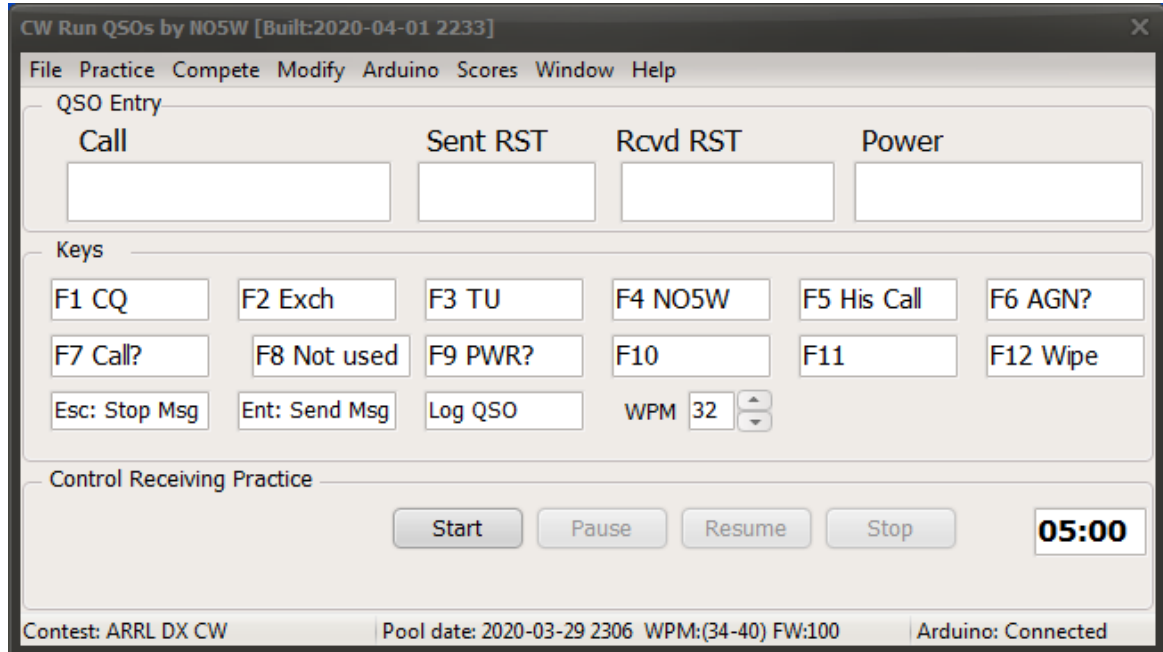 CW Run QSOs by NO5W [Built:2020-04-01 2233]
File Practice Compete Modify Arduino Scores Window Help
QSO Entry
Call Sent RST Rcvd RST Power
Keys
F1 CQ F2 Exch F3 TU F4 NO5W F5 His Call F6 AGN?
F7 Call? F8 Not used F9 PWR? F10 F11 F12 Wipe
Esc: Stop Msg Ent: Send Msg Log QSO WPM 32
Control Receiving Practice
Start Pause Resume Stop 05:00
Contest: ARRL DX CW Pool date: 2020-03-29 2306 WPM:(34-40) FW:100 Arduino: Connected